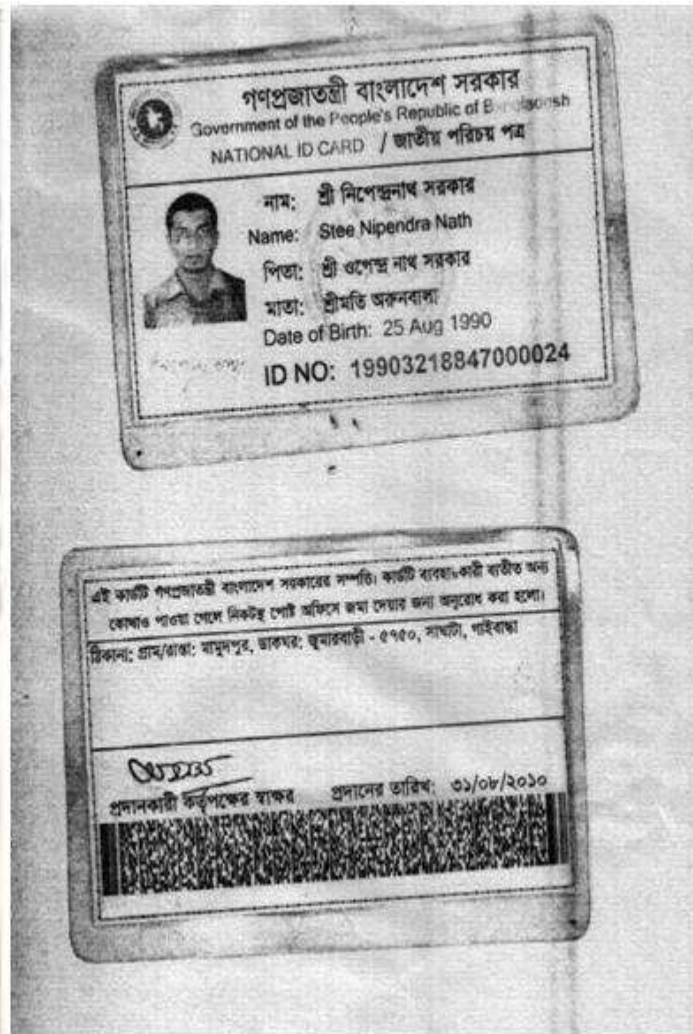 গণপ্রজাতন্ত্রী বাংলাদেশ সরকার
Government of the People's Republic of Bangladesh
NATIONAL ID CARD / জাতীয় পরিচয় পত্র
নাম: শ্রী নিপেন্দ্রনাথ সরকার
Name: Stee Nipendra Nath
পিতা: শ্রী ওপেন্দ্র নাথ সরকার
মাতা: শ্রীমতি অরুনবালা
Date of Birth: 25 Aug 1990
ID NO: 19903218847000024
এই কার্ডটি গণপ্রজাতন্ত্রী বাংলাদেশ সরকারের সম্পত্তি। কার্ডটি ব্যবহারকারী ব্যতীত অন্য
কোথাও পাওয়া গেলে নিকটস্থ পোষ্ট অফিসে জমা দেয়ার জন্য অনুরোধ করা হলো।
ঠিকানা: গ্রাম/রাস্তা: মামুদপুর, ডাকঘর: জুমারবাড়ী - ৫৭৫০, সাঘাটা, গাইবান্ধা
প্রদানকারী কর্তৃপক্ষের স্বাক্ষর প্রদানের তারিখ: ৩১/০৮/২০১০